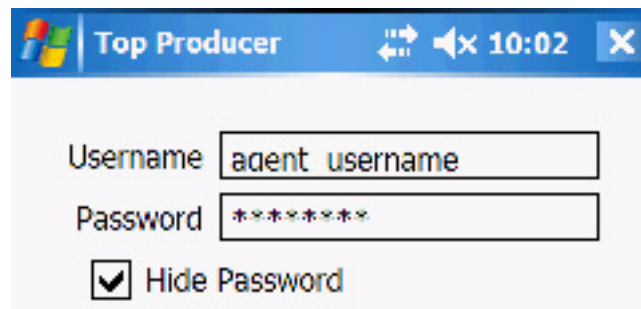 Top Producer 10:02
Username agent_username
Password ********
Hide Password